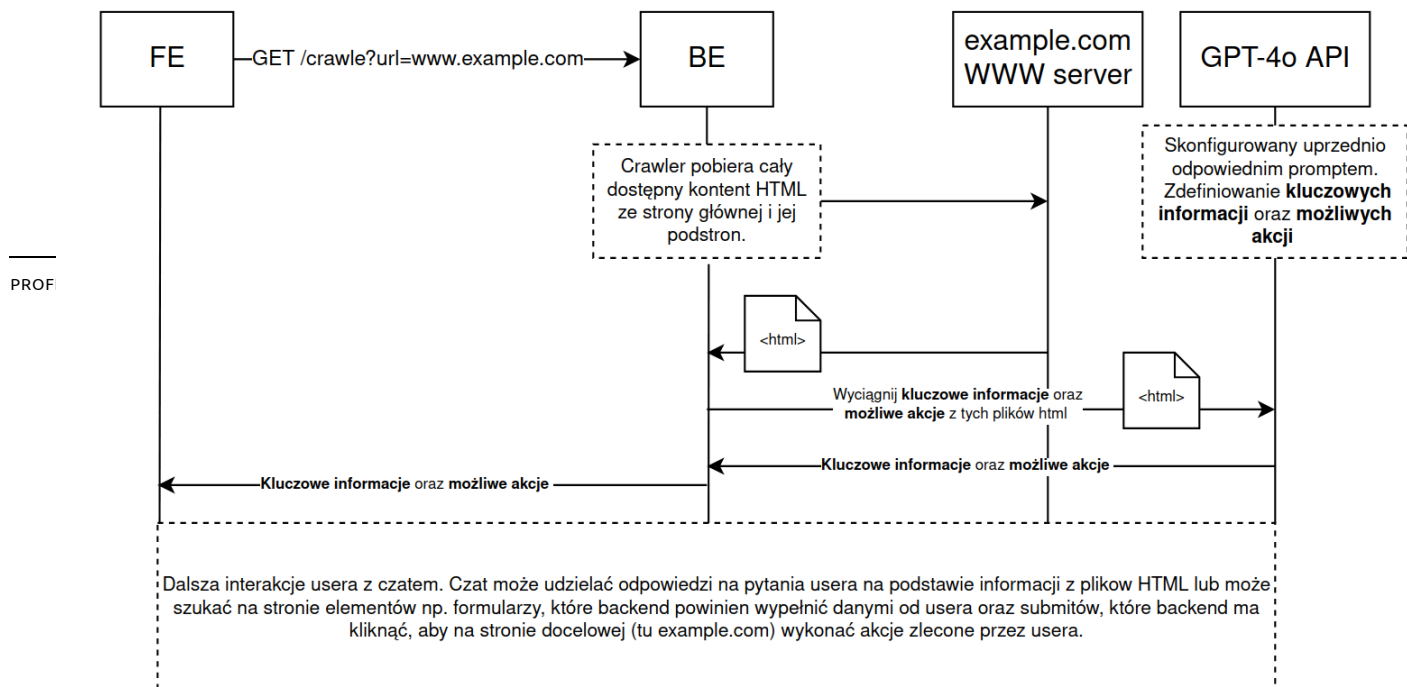 FE
GET /crawle?url=www.example.com
BE
example.com
WWW server
GPT-4o API
Crawler pobiera cały
dostępny kontent HTML
ze strony głównej i jej
podstron.
Skonfigurowany uprzednio
odpowiednim promptem.
Zdefiniowanie kluczowych
informacji oraz możliwych
akcji
PROFI
<html>
Wyciągnij kluczowe informacje oraz
możliwe akcje z tych plików html
<html>
Kluczowe informacje oraz możliwe akcje
Kluczowe informacje oraz możliwe akcje
Dalsza interakcje usera z czatem. Czat może udzielać odpowiedzi na pytania usera na podstawie informacji z plikow HTML lub może
szukać na stronie elementów np. formularzy, które backend powinien wypełnić danymi od usera oraz submitów, które backend ma
kliknąć, aby na stronie docelowej (tu example.com) wykonać akcje zlecone przez usera.